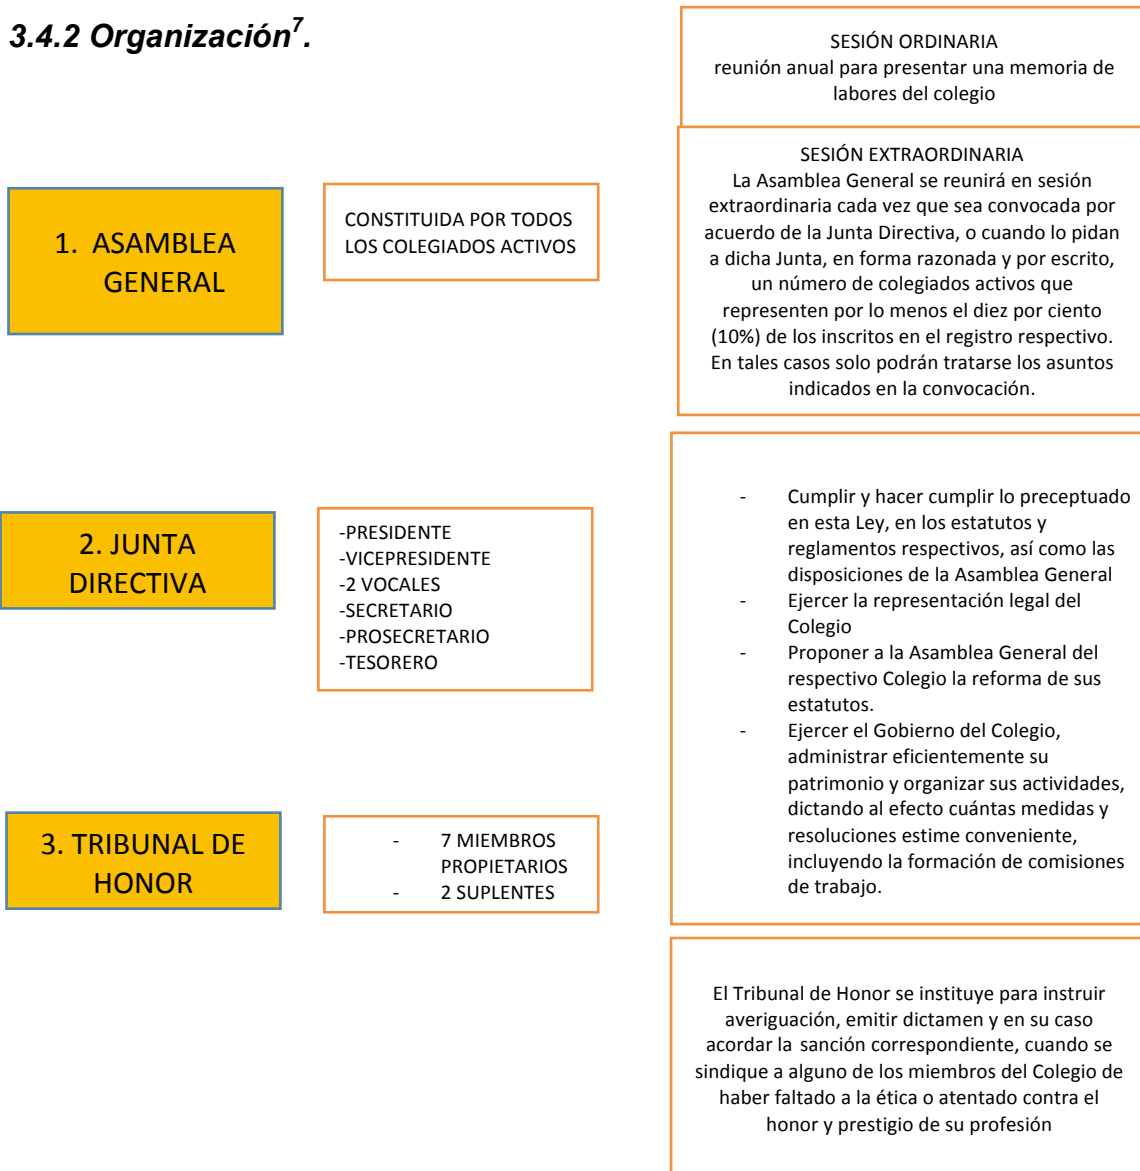 3.4.2 Organización7.
SESIÓN ORDINARIA
reunión anual para presentar una memoria de
labores del colegio
1. ASAMBLEA
GENERAL
CONSTITUIDA POR TODOS
LOS COLEGIADOS ACTIVOS
SESIÓN EXTRAORDINARIA
La Asamblea General se reunirá en sesión
extraordinaria cada vez que sea convocada por
acuerdo de la Junta Directiva, o cuando lo pidan
a dicha Junta, en forma razonada y por escrito,
un número de colegiados activos que
representen por lo menos el diez por ciento
(10%) de los inscritos en el registro respectivo.
En tales casos solo podrán tratarse los asuntos
indicados en la convocación.
2. JUNTA
DIRECTIVA
-PRESIDENTE
-VICEPRESIDENTE
-2 VOCALES
-SECRETARIO
-PROSECRETARIO
-TESORERO
- Cumplir y hacer cumplir lo preceptuado
en esta Ley, en los estatutos y
reglamentos respectivos, así como las
disposiciones de la Asamblea General
- Ejercer la representación legal del
Colegio
- Proponer a la Asamblea General del
respectivo Colegio la reforma de sus
estatutos.
- Ejercer el Gobierno del Colegio,
administrar eficientemente su
patrimonio y organizar sus actividades,
dictando al efecto cuántas medidas y
resoluciones estime conveniente,
incluyendo la formación de comisiones
de trabajo.
3. TRIBUNAL DE
HONOR
- 7 MIEMBROS
PROPIETARIOS
- 2 SUPLENTES
El Tribunal de Honor se instituye para instruir
averiguación, emitir dictamen y en su caso
acordar la sanción correspondiente, cuando se
sindique a alguno de los miembros del Colegio de
haber faltado a la ética o atentado contra el
honor y prestigio de su profesión